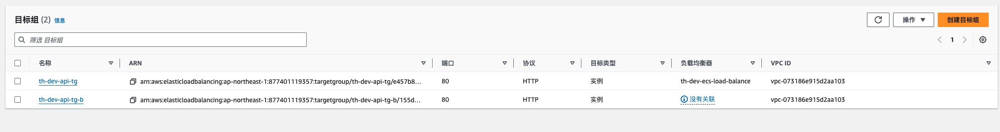 目标组 (2) 信息
操作 创建目标组
筛选 目标组
1
名称 ARN 端口 协议 目标类型 负载均衡器 VPC ID
th-dev-api-tg arn:aws:elasticloadbalancing:ap-northeast-1:877401119357:targetgroup/th-dev-api-tg/e457b8... 80 HTTP 实例 th-dev-ecs-load-balance vpc-073186e915d2aa103
th-dev-api-tg-b arn:aws:elasticloadbalancing:ap-northeast-1:877401119357:targetgroup/th-dev-api-tg-b/155d... 80 HTTP 实例 没有关联 vpc-073186e915d2aa103